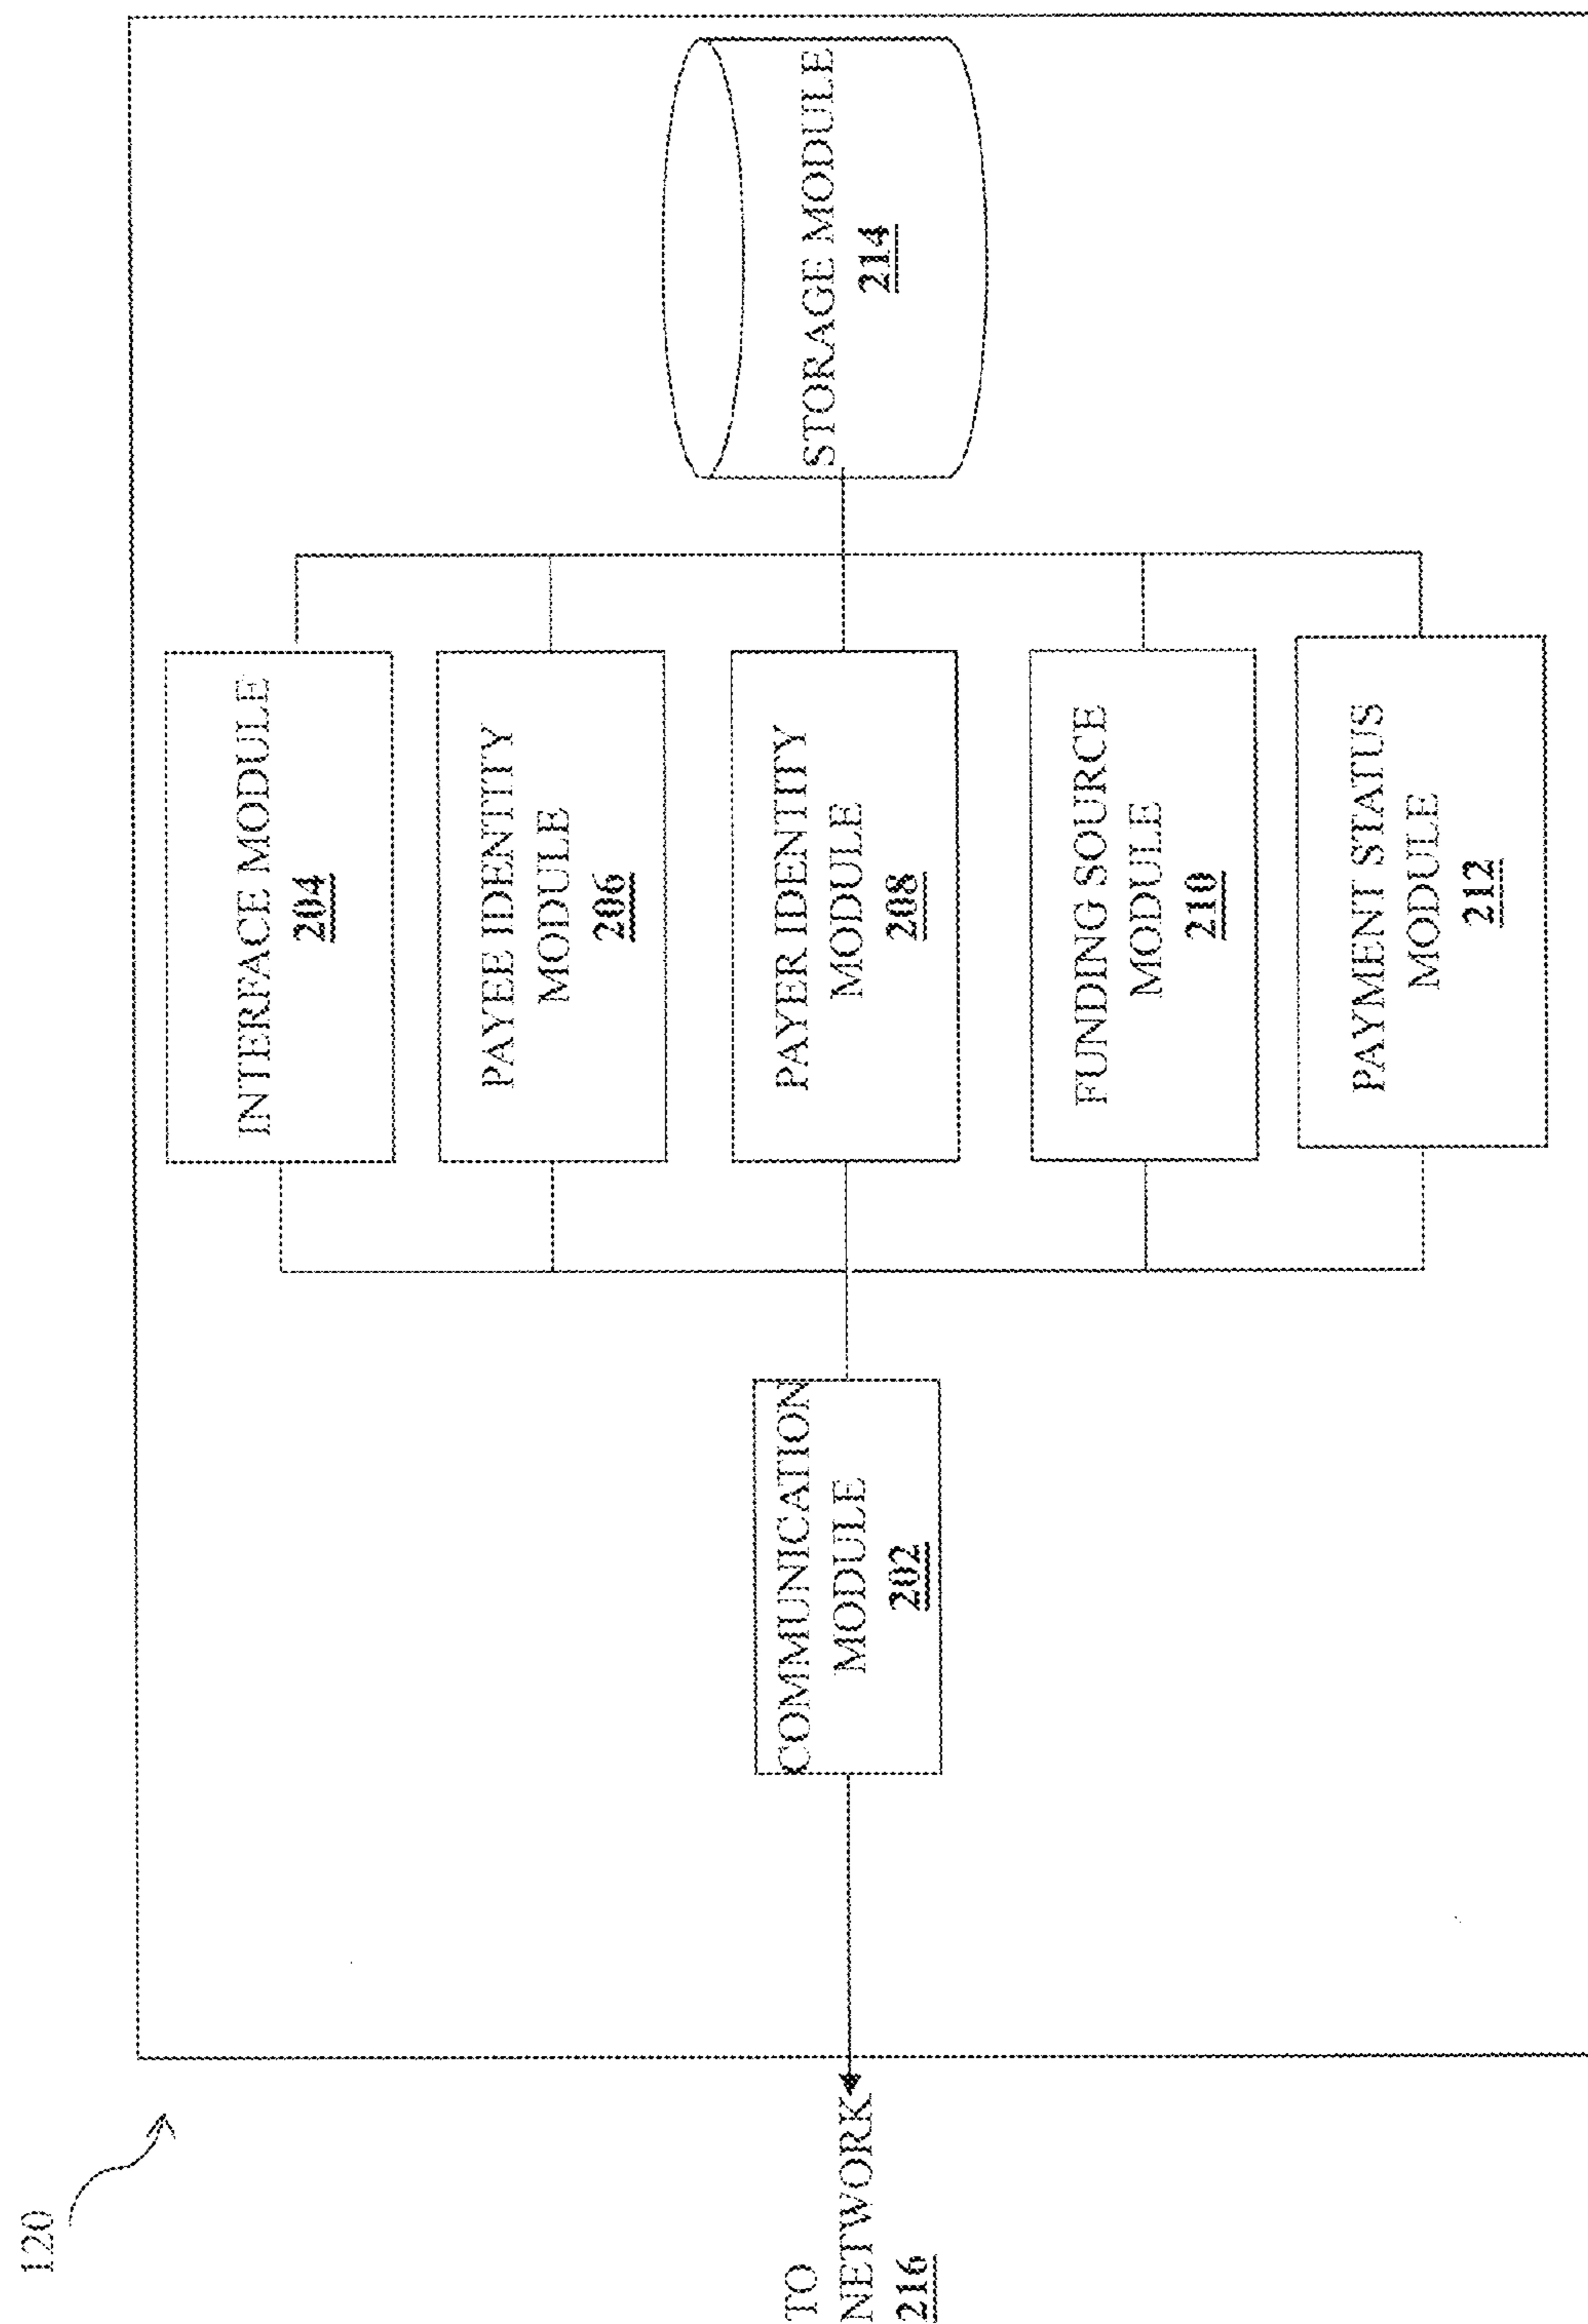 120
TO
NETWORK
216
COMMUNICATION
MODULE
202
INTERFACE MODULE
204
PAYEE IDENTITY
MODULE
206
PAYER IDENTITY
MODULE
208
FUNDING SOURCE
MODULE
210
PAYMENT STATUS
MODULE
212
STORAGE MODULE
214